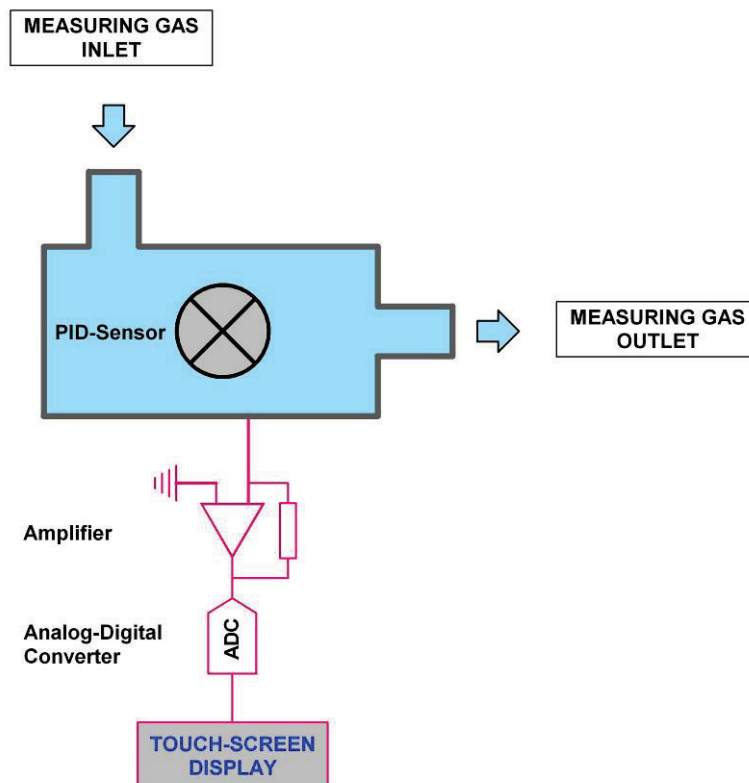 MEASURING GAS
INLET
PID-Sensor
MEASURING GAS
OUTLET
Amplifier
Analog-Digital
Converter
ADC
TOUCH-SCREEN
DISPLAY